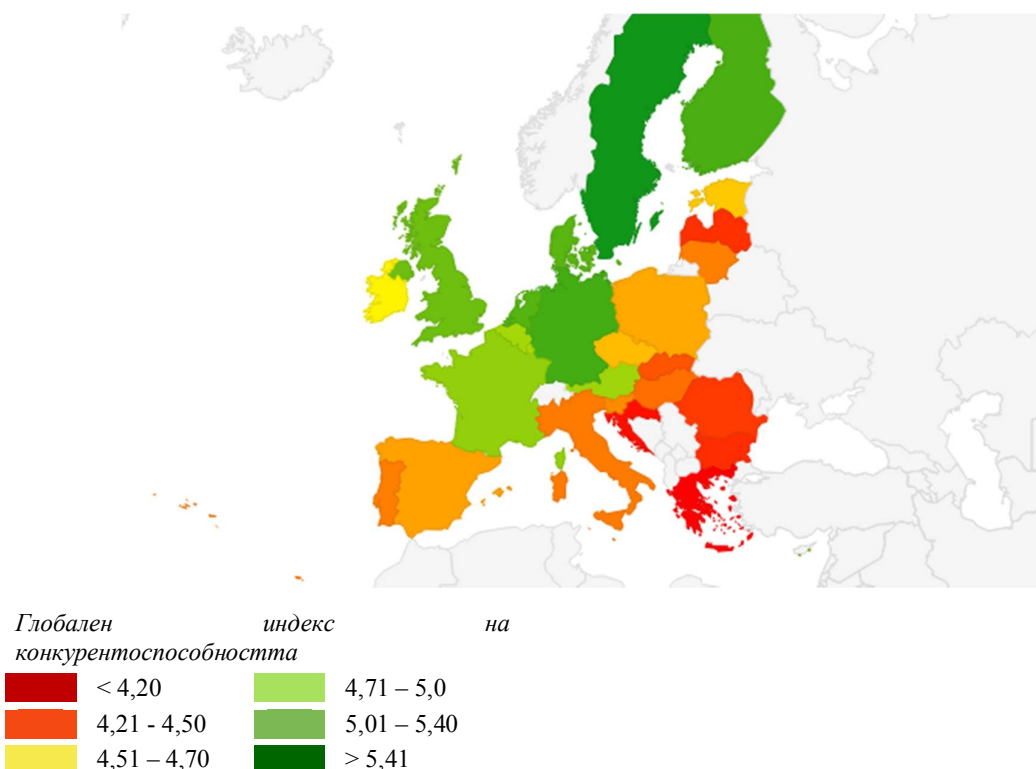 Глобален индекс на
конкурентоспособността
< 4,20 4,71 – 5,0
4,21 - 4,50 5,01 – 5,40
4,51 – 4,70 > 5,41